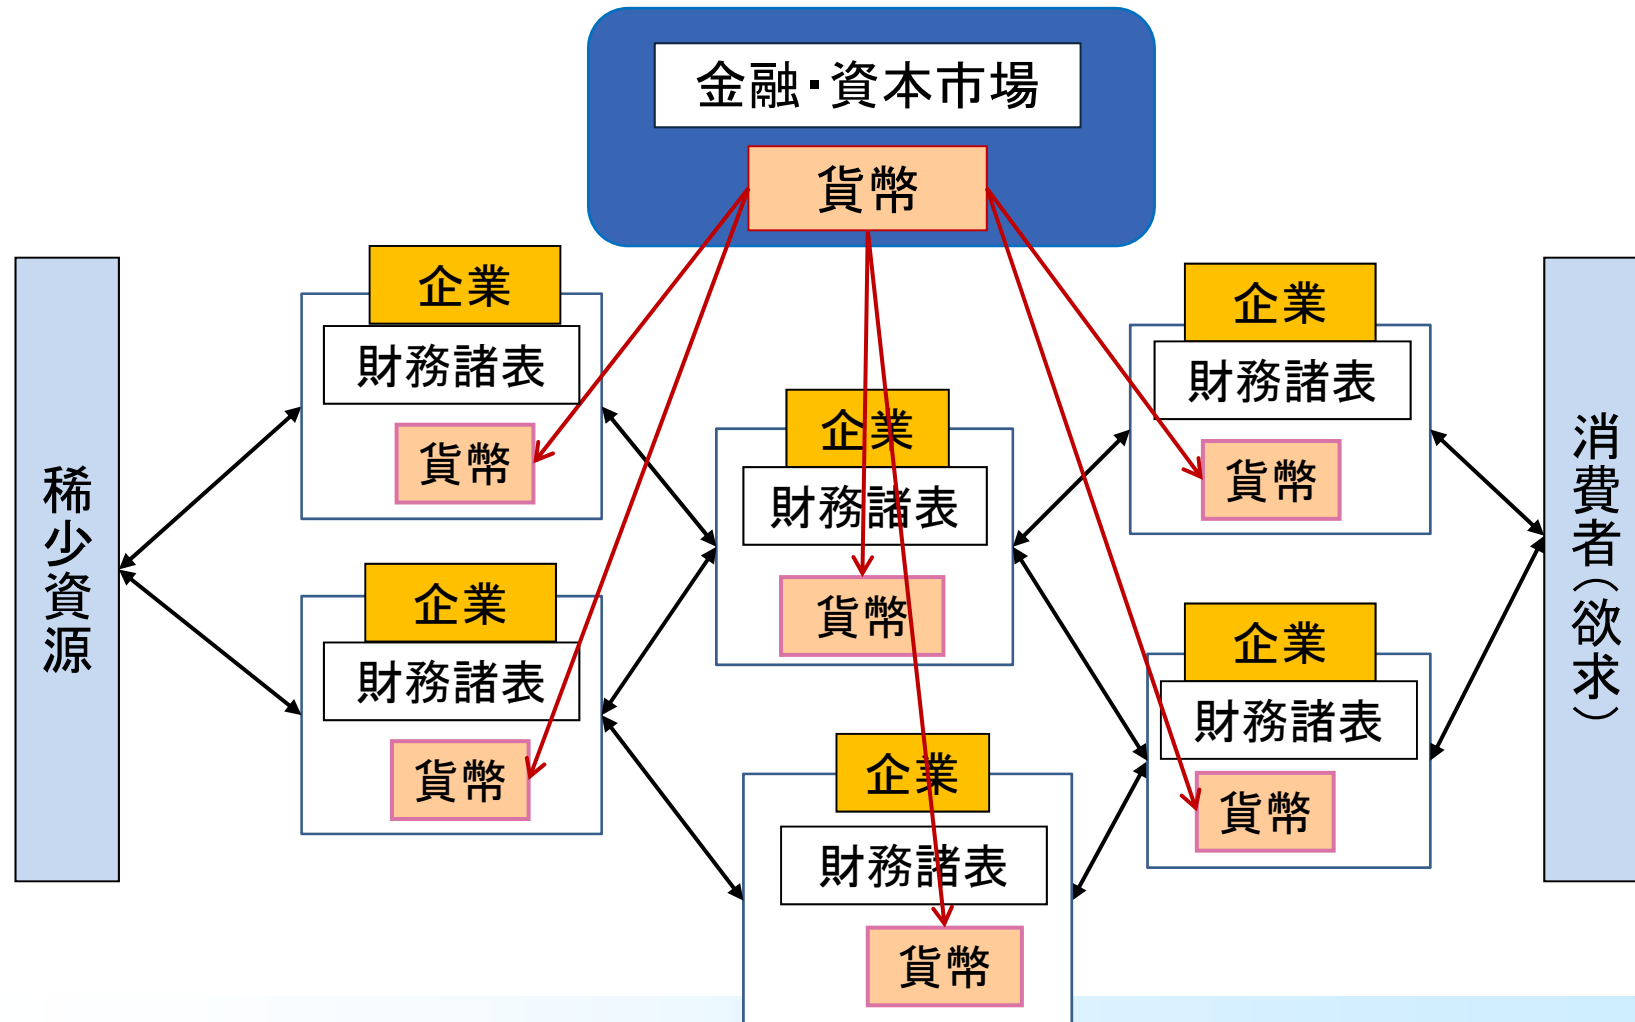 金融・資本市場
貨幣
稀少資源
企業
財務諸表
貨幣
企業
財務諸表
貨幣
企業
財務諸表
貨幣
企業
財務諸表
貨幣
企業
財務諸表
貨幣
企業
財務諸表
貨幣
消費者(欲求)